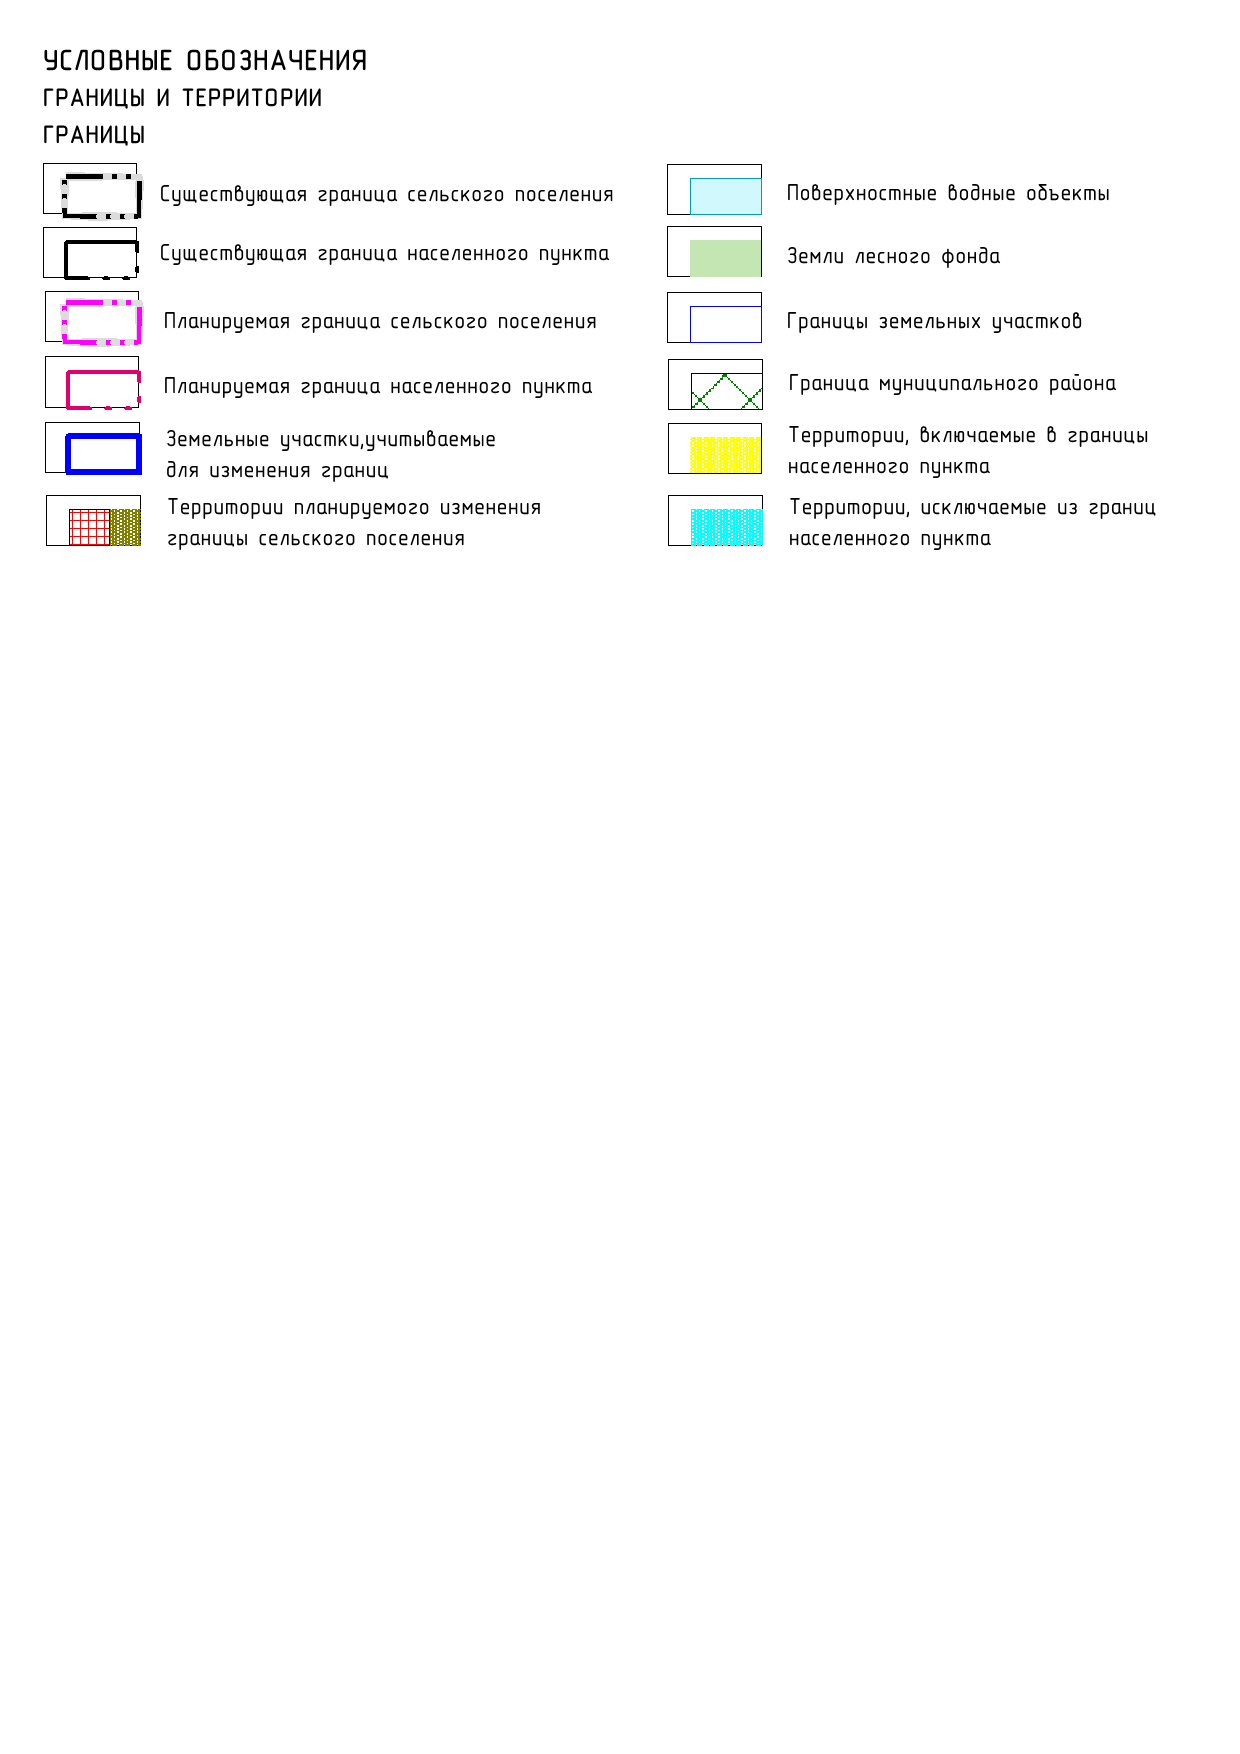 УСЛОВНЫЕ ОБОЗНАЧЕНИЯ
ГРАНИЦЫ И ТЕРРИТОРИИ
ГРАНИЦЫ
Существующая граница сельского поселения
Существующая граница населенного пункта
Планируемая граница сельского поселения
Планируемая граница населенного пункта
Земельные участки,учитываемые
для изменения границ
Территории планируемого изменения
границы сельского поселения
Поверхностные водные объекты
Земли лесного фонда
Границы земельных участков
Граница муниципального района
Территории, включаемые в границы
населенного пункта
Территории, исключаемые из границ
населенного пункта